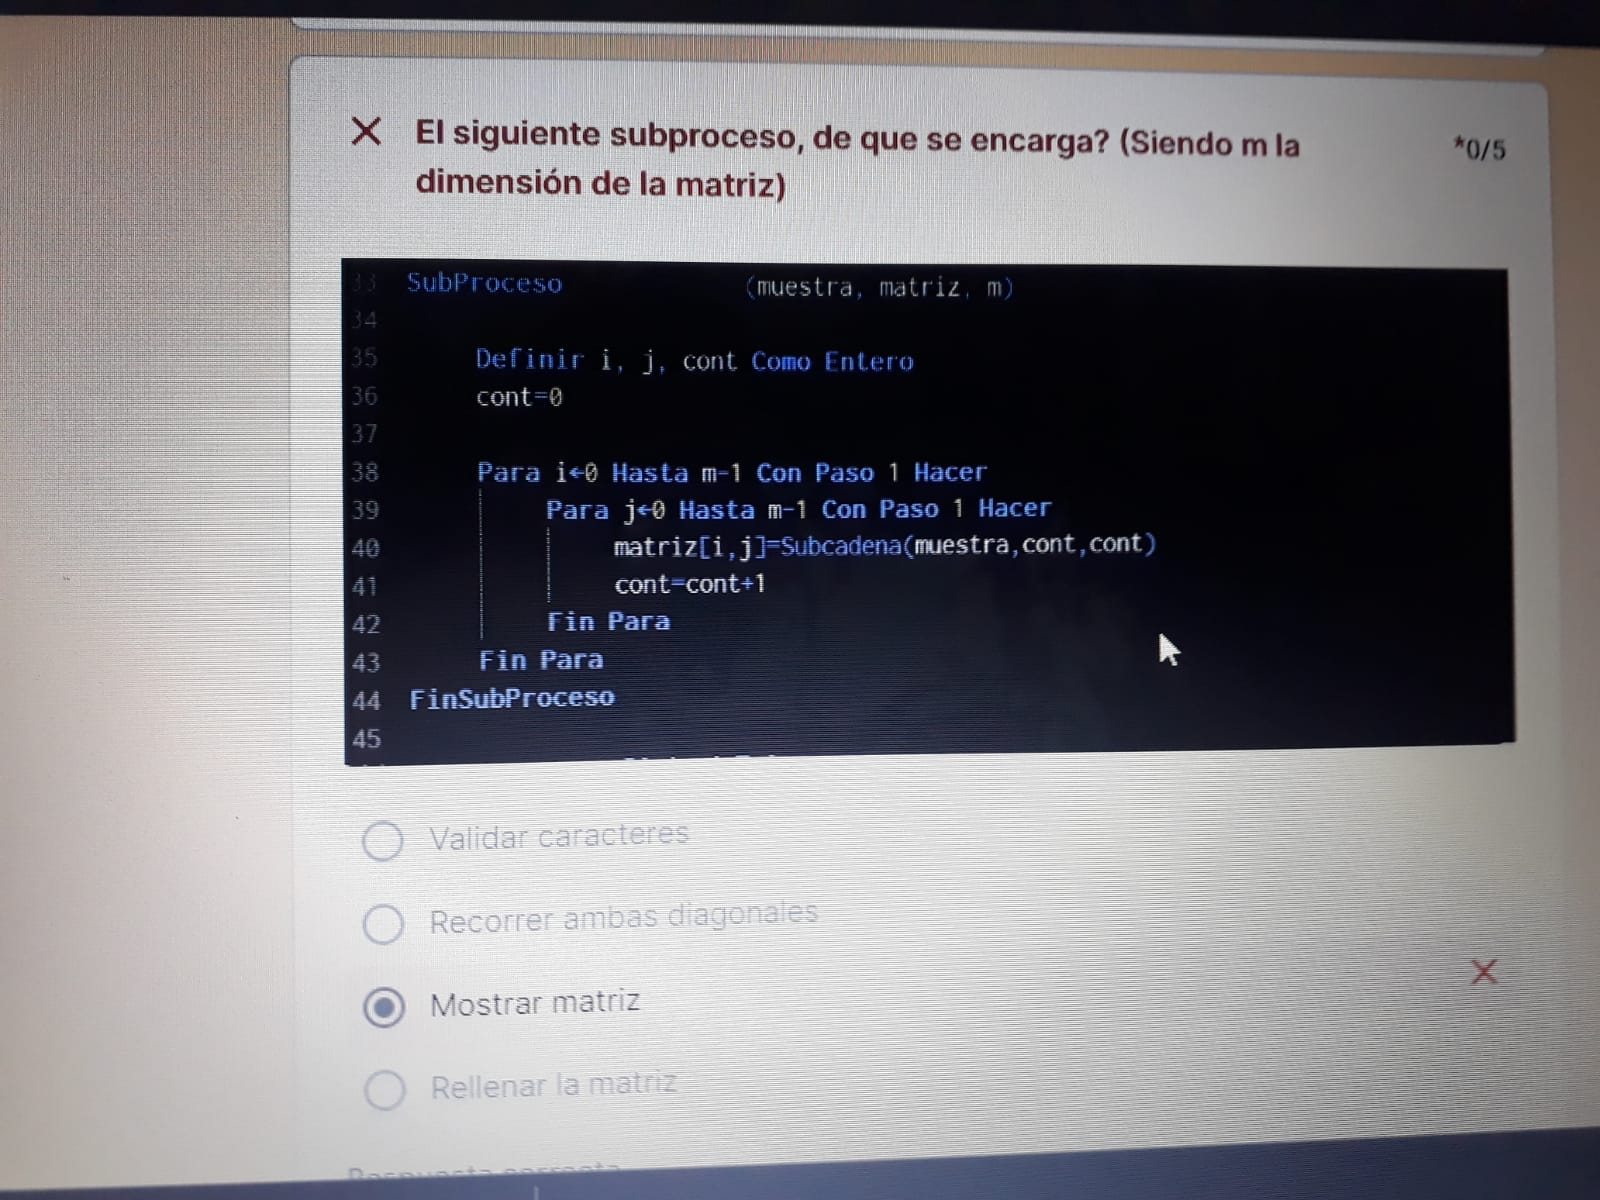 El siguiente subproceso, de que se encarga? (Siendo m la
*0/5
dimensión de la matriz)
33 SubProceso (muestra, matriz, m)
34
35 Definir i, j, cont Como Entero
36 cont=0
37
38 Para i←0 Hasta m-1 Con Paso 1 Hacer
39 Para j←0 Hasta m-1 Con Paso 1 Hacer
40 matriz[i,j]=Subcadena(muestra,cont,cont)
41 cont=cont+1
42 Fin Para
43 Fin Para
44 FinSubProceso
45
Validar caracteres
Recorrer ambas diagonales
Mostrar matriz
Rellenar la matriz
Respuesta correcta